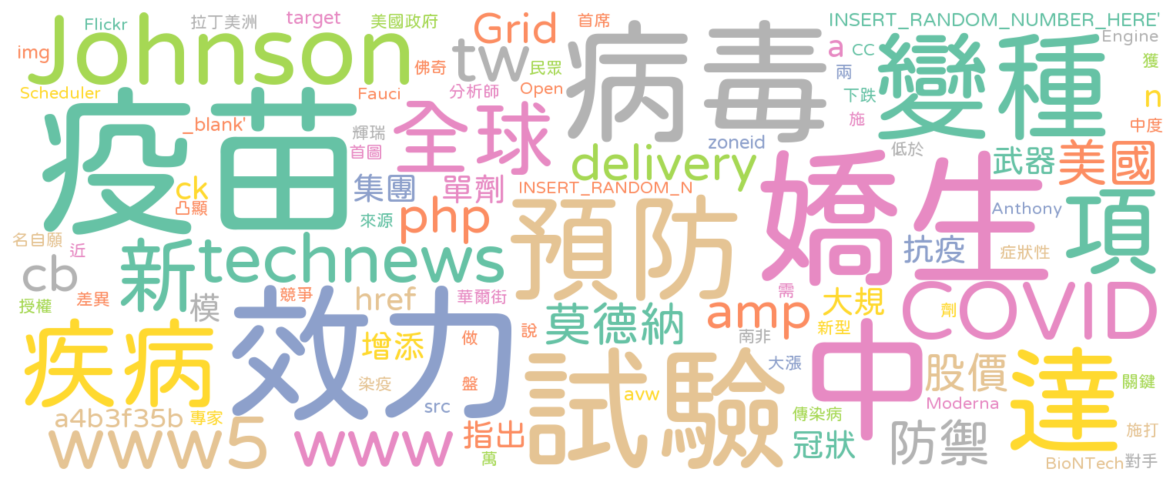 Flickr
拉丁美洲
target
美國政府
Grid
首席
INSERT_RANDOM_NUMBER_HERE'
Engine
img
Johnson
佛奇
tw
民眾
病毒
a
cc
變種
獲
兩
Scheduler
Fauci
分析師
Open
下跌
n
疫苗
_blank'
輝瑞
首圖
全球
施
中度
zoneid
低於
delivery
武器
美國
ck
凸顯
集團
單劑
INSERT_RANDOM_N
嬌生
來源
php
預防
Anthony
項
名自願
近
新
technews
抗疫
症狀性
cb
差異
授權
模
效力
競爭
href
華爾街
莫德納
amp
需
大規
新型
劑
COVID
疾病
增添
做
說
南非
中
達
試驗
大漲
股價
關鍵
染疫
盤
src
avw
Moderna
a4b3f35b
專家
傳染病
www5
www
指出
萬
冠狀
防禦
施打
BioNTech
對手